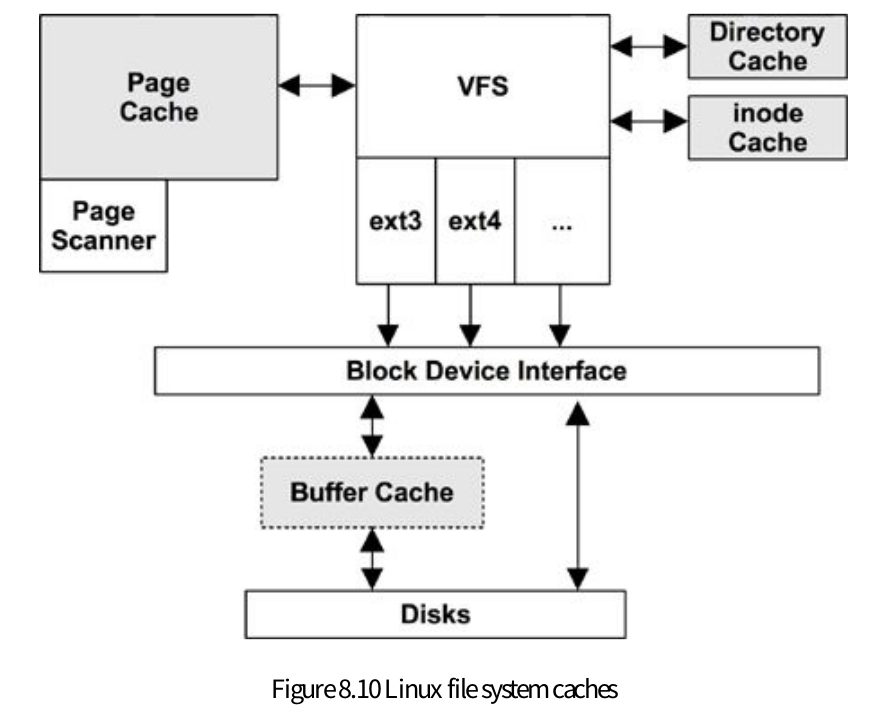 Page
Cache
VFS
Directory
Cache
inode
Cache
Page
Scanner
ext3
ext4
...
Block Device Interface
Buffer Cache
Disks
Figure 8.10 Linux file system caches